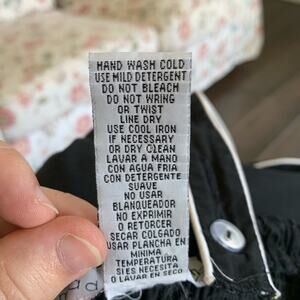 HAND WASH COLD
USE MILD DETERGENT
DO NOT BLEACH
DO NOT WRING
OR TWIST
LINE DRY
USE COOL IRON
IF NECESSARY
OR DRY CLEAN
LAVAR A MANO
CON AGUA FRIA
CON DETERGENTE
SUAVE
NO USAR
BLANQUEADOR
NO EXPRIMIR
O RETORCER
SECAR COLGADO
USAR PLANCHA EN
MINIMA
TEMPERATURA
SI ES NECESITA
O LAVAR EN SECO